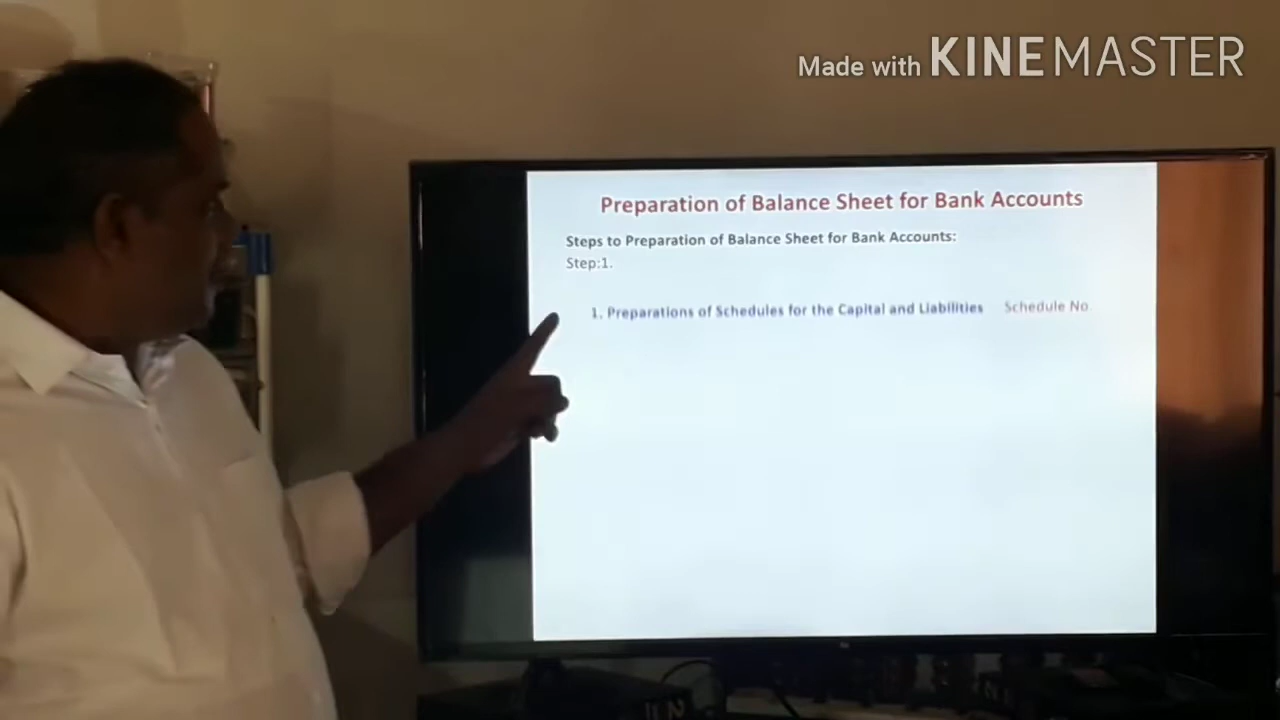 Made with KINEMASTER
Preparation of Balance Sheet for Bank Accounts
Steps to Preparation of Balance Sheet for Bank Accounts:
Step:1.
1. Preparations of Schedules for the Capital and Liabilities Schedule No